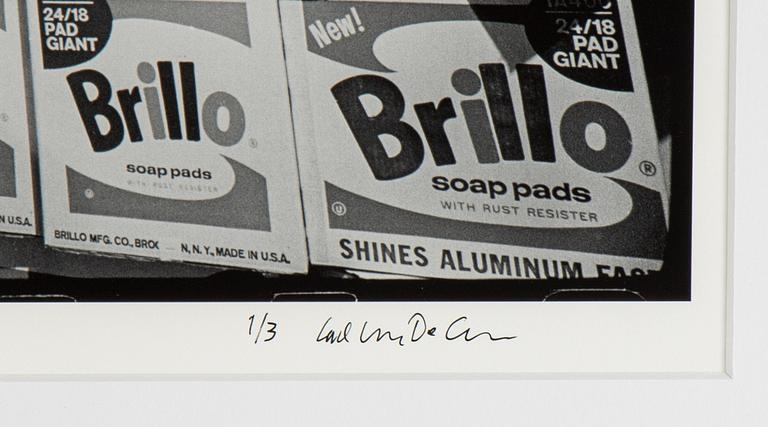 24/18
PAD
GIANT
Brillo®
soap pads
WITH RUST RESISTER
N U.S.A.
BRILLO MFG. CO., BRO N, N.Y., MADE IN U.S.A.
New!
24/18
PAD
GIANT
Brillo®
soap pads
WITH RUST RESISTER
U
SHINES ALUMINUM FAS
1/3